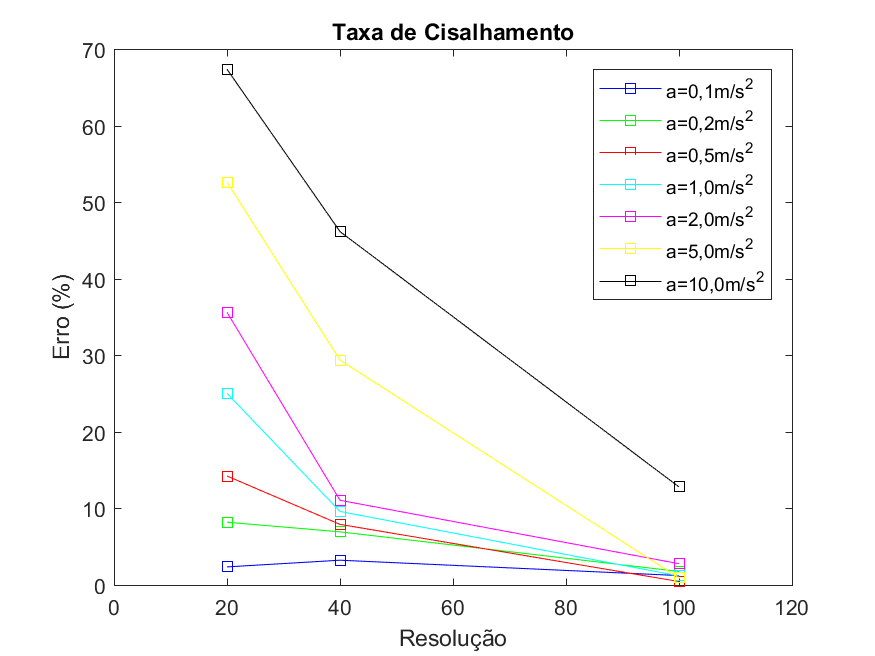 Taxa de Cisalhamento
70
60
50
40
30
20
10
0
Erro (%)
0 20 40 60 80 100 120
Resolução
a=0,1m/s²
a=0,2m/s²
a=0,5m/s²
a=1,0m/s²
a=2,0m/s²
a=5,0m/s²
a=10,0m/s²